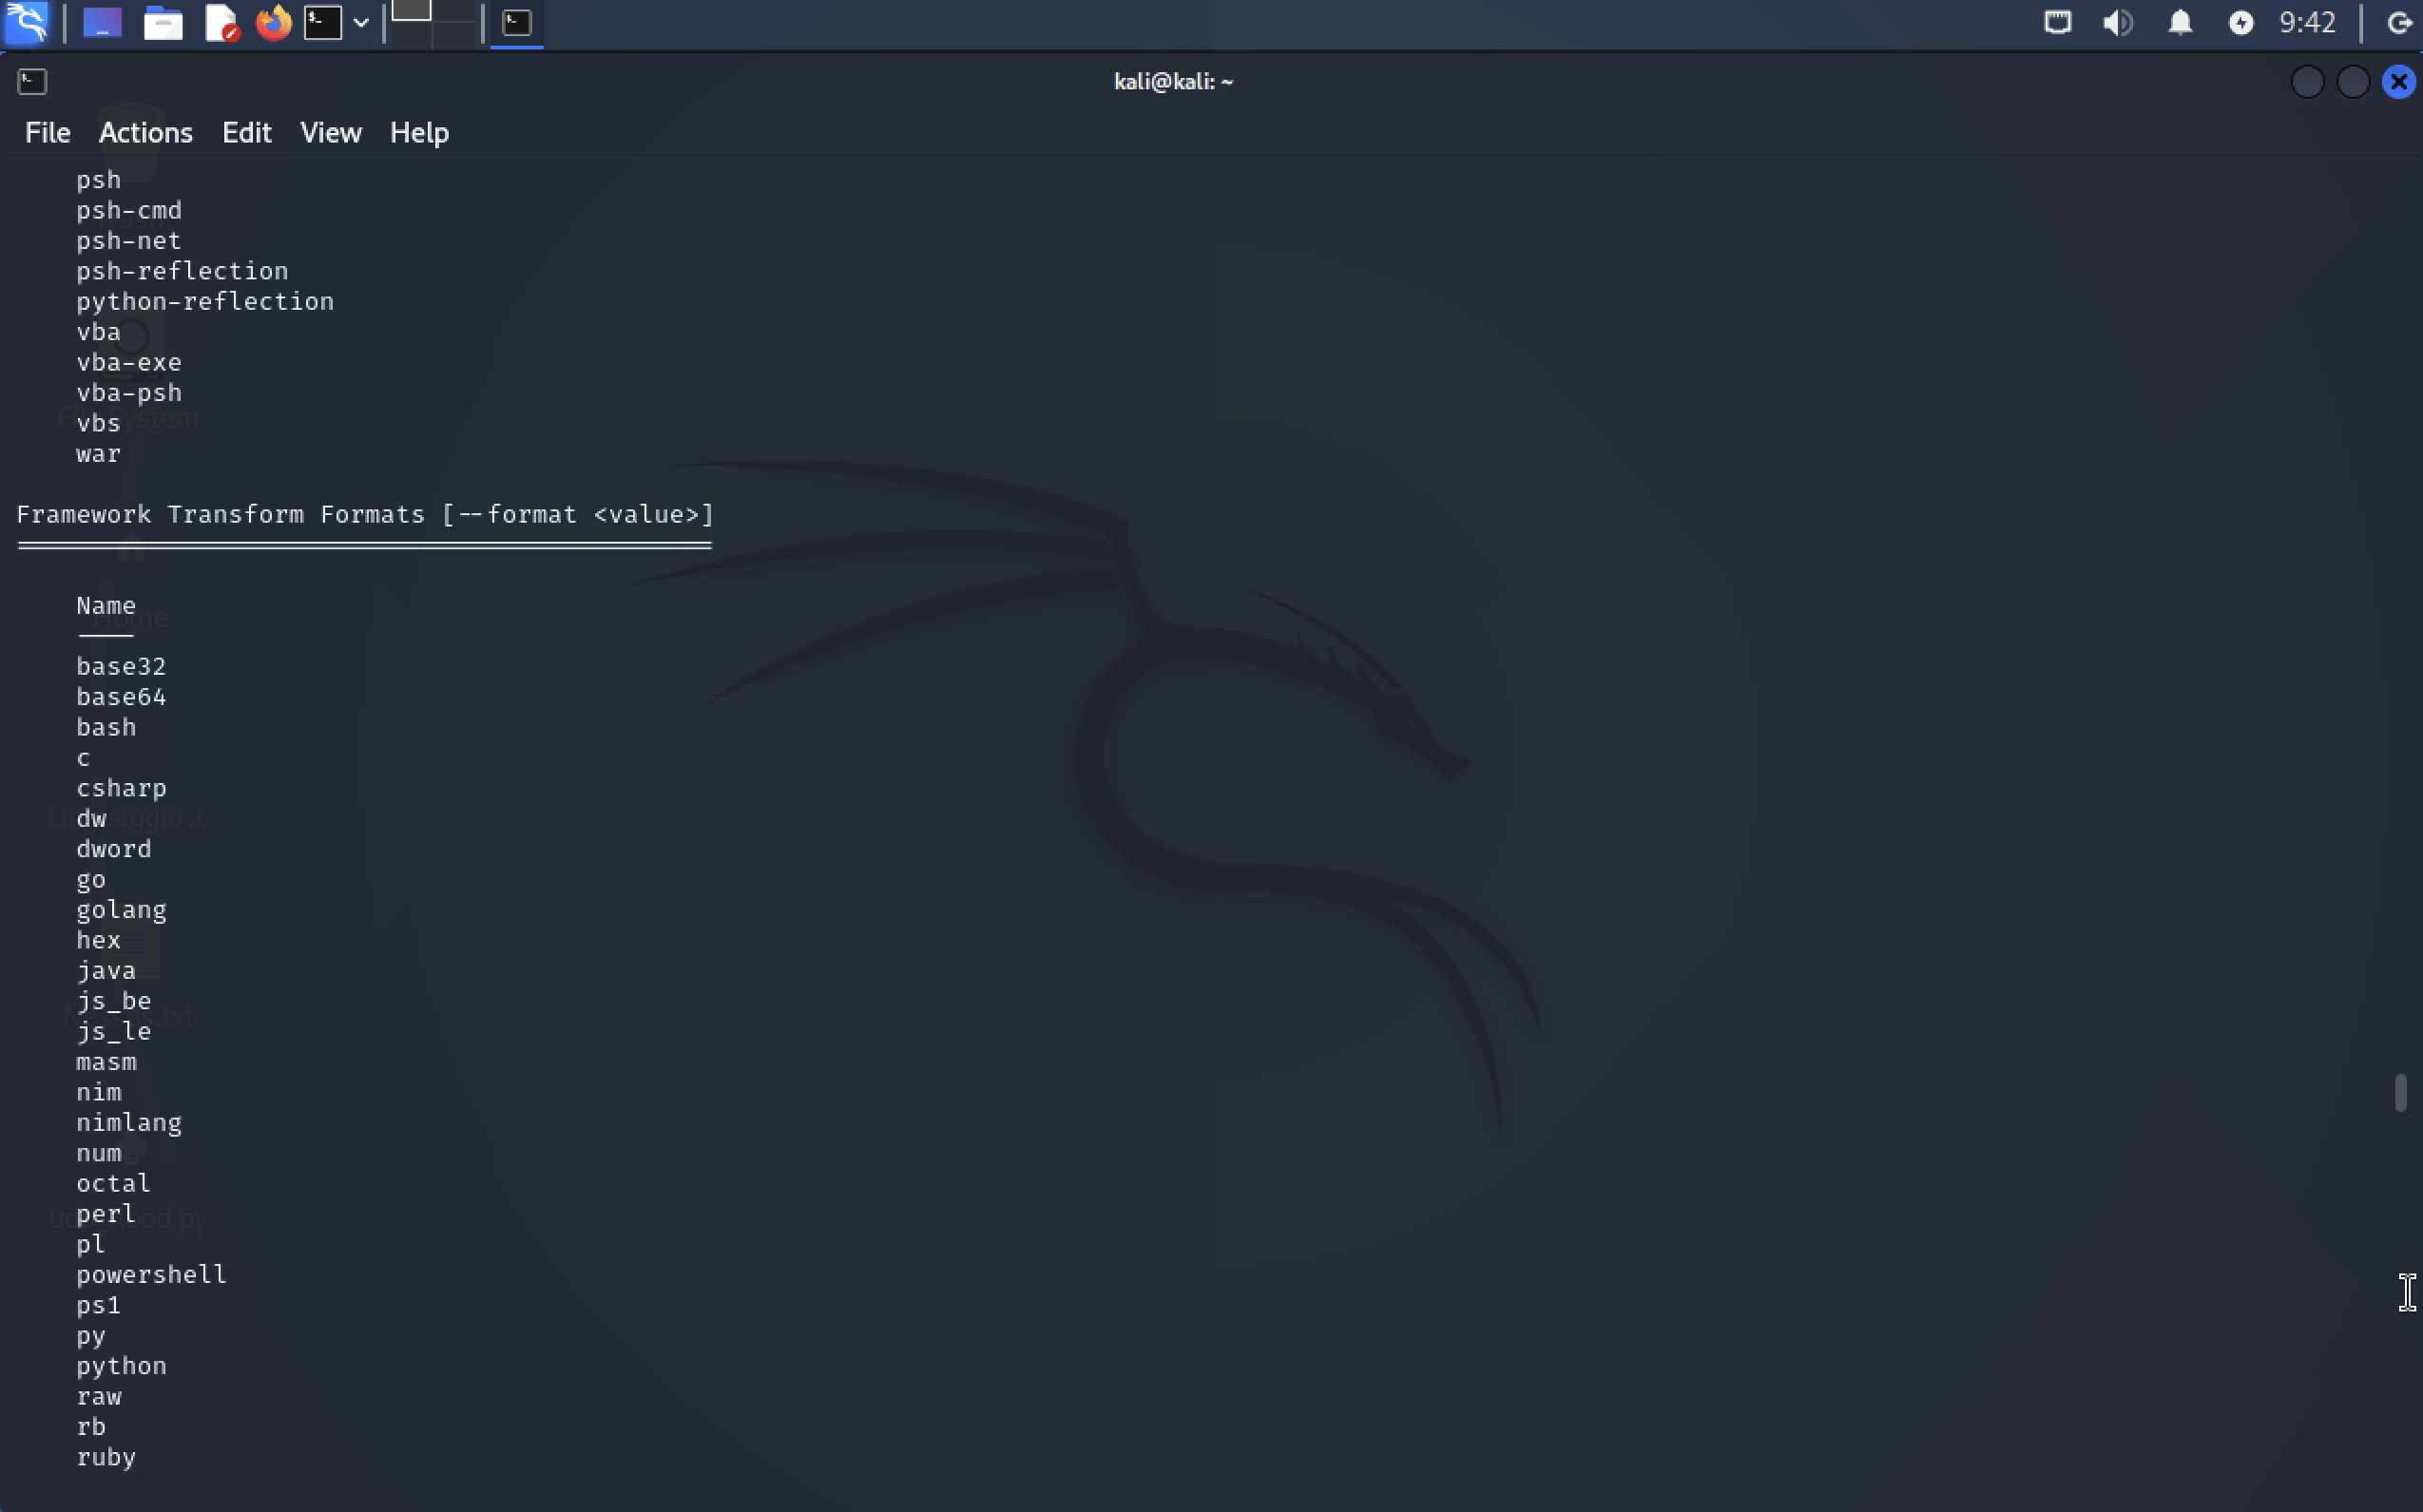 9:42
kali@kali: ~
File Actions Edit View Help
psh
psh-cmd
psh-net
psh-reflection
python-reflection
vba
vba-exe
vba-psh
vbs
war
Framework Transform Formats [--format <value>]
Name
base32
base64
bash
c
csharp
dw
dword
go
golang
hex
java
js_be
js_le
masm
nim
nimlang
num
octal
perl
pl
powershell
ps1
py
python
raw
rb
ruby